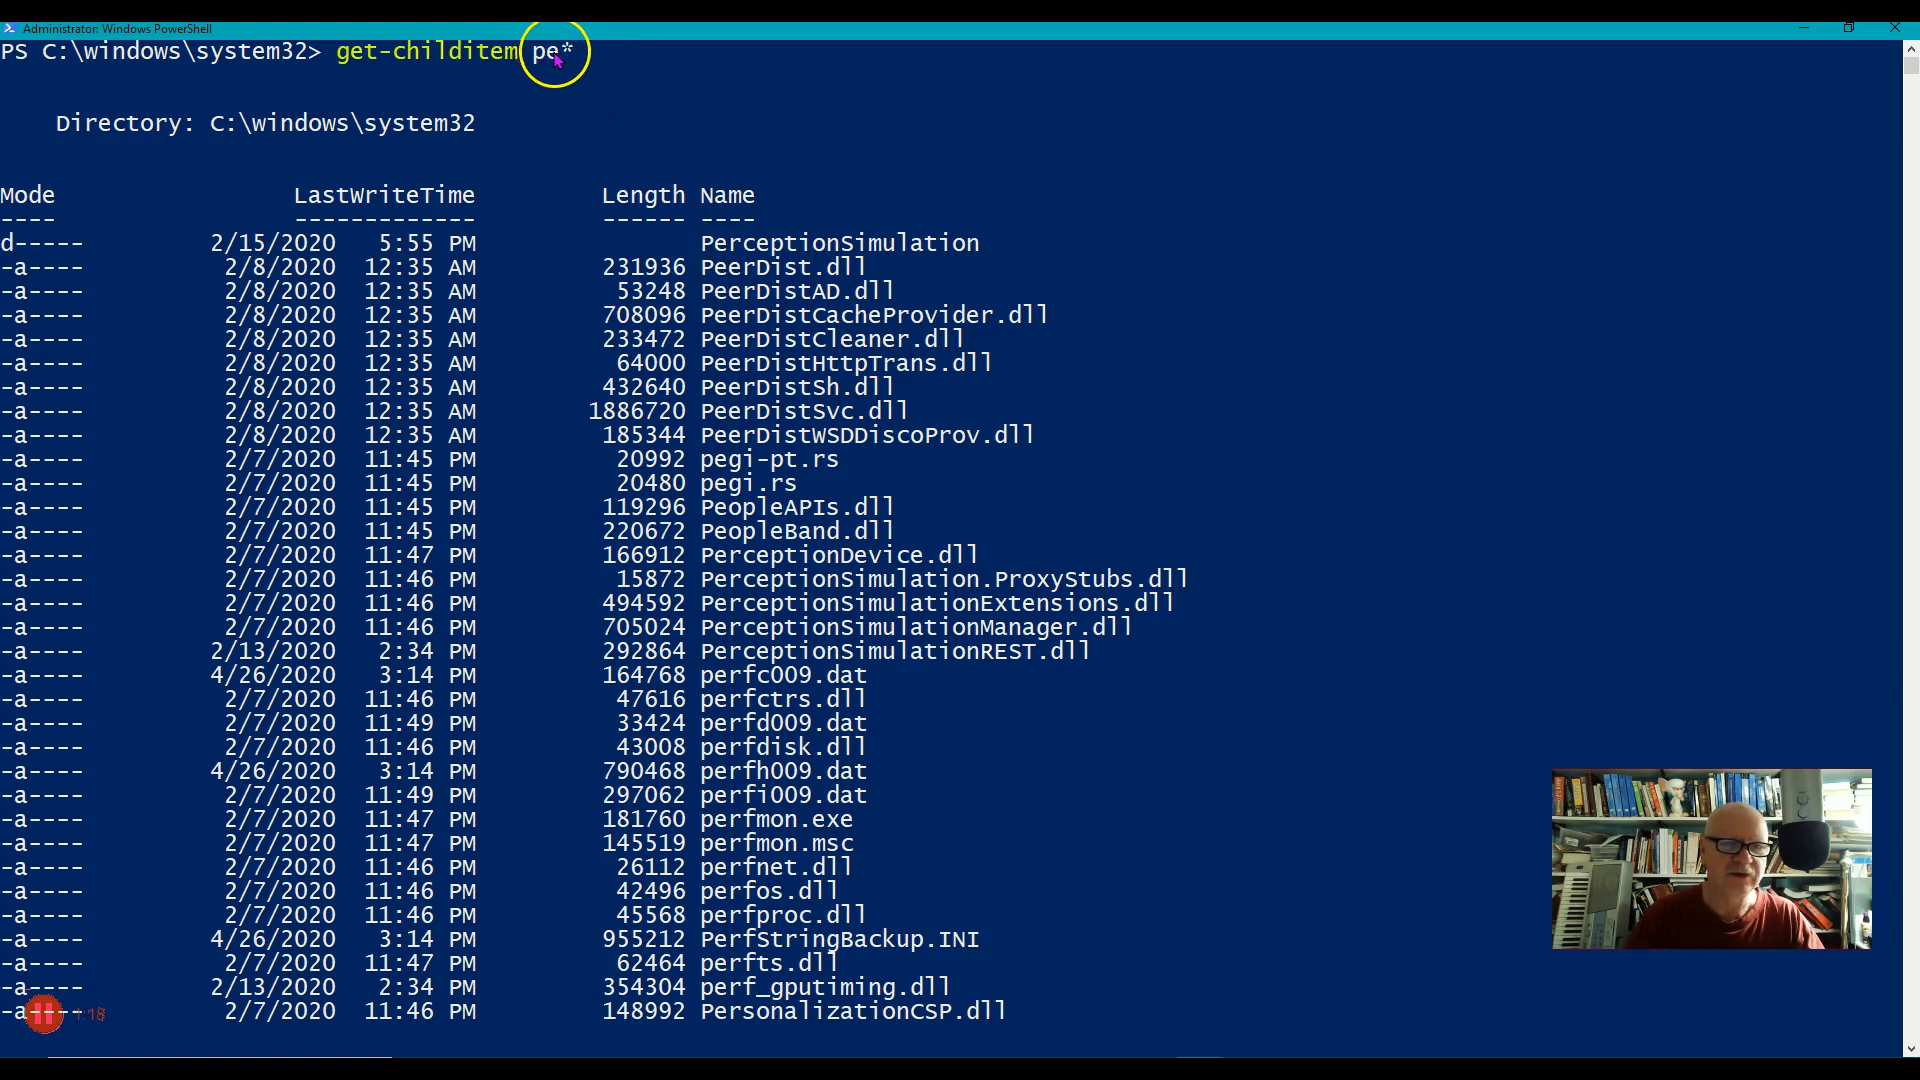 Administrator: Windows PowerShell
PS C:\windows\system32> get-childitem pe*
Directory: C:\windows\system32
Mode LastWriteTime Length Name
---- ------------- ------ ----
d----- 2/15/2020 5:55 PM PerceptionSimulation
-a---- 2/8/2020 12:35 AM 231936 PeerDist.dll
-a---- 2/8/2020 12:35 AM 53248 PeerDistAD.dll
-a---- 2/8/2020 12:35 AM 708096 PeerDistCacheProvider.dll
-a---- 2/8/2020 12:35 AM 233472 PeerDistCleaner.dll
-a---- 2/8/2020 12:35 AM 64000 PeerDistHttpTrans.dll
-a---- 2/8/2020 12:35 AM 432640 PeerDistSh.dll
-a---- 2/8/2020 12:35 AM 1886720 PeerDistSvc.dll
-a---- 2/8/2020 12:35 AM 185344 PeerDistWSDDiscoProv.dll
-a---- 2/7/2020 11:45 PM 20992 pegi-pt.rs
-a---- 2/7/2020 11:45 PM 20480 pegi.rs
-a---- 2/7/2020 11:45 PM 119296 PeopleAPIs.dll
-a---- 2/7/2020 11:45 PM 220672 PeopleBand.dll
-a---- 2/7/2020 11:47 PM 166912 PerceptionDevice.dll
-a---- 2/7/2020 11:46 PM 15872 PerceptionSimulation.ProxyStubs.dll
-a---- 2/7/2020 11:46 PM 494592 PerceptionSimulationExtensions.dll
-a---- 2/7/2020 11:46 PM 705024 PerceptionSimulationManager.dll
-a---- 2/13/2020 2:34 PM 292864 PerceptionSimulationREST.dll
-a---- 4/26/2020 3:14 PM 164768 perfc009.dat
-a---- 2/7/2020 11:46 PM 47616 perfctrs.dll
-a---- 2/7/2020 11:49 PM 33424 perfd009.dat
-a---- 2/7/2020 11:46 PM 43008 perfdisk.dll
-a---- 4/26/2020 3:14 PM 790468 perfh009.dat
-a---- 2/7/2020 11:49 PM 297062 perfi009.dat
-a---- 2/7/2020 11:47 PM 181760 perfmon.exe
-a---- 2/7/2020 11:47 PM 145519 perfmon.msc
-a---- 2/7/2020 11:46 PM 26112 perfnet.dll
-a---- 2/7/2020 11:46 PM 42496 perfos.dll
-a---- 2/7/2020 11:46 PM 45568 perfproc.dll
-a---- 4/26/2020 3:14 PM 955212 PerfStringBackup.INI
-a---- 2/7/2020 11:47 PM 62464 perfts.dll
-a---- 2/13/2020 2:34 PM 354304 perf_gputiming.dll
-a---- 2/7/2020 11:46 PM 148992 PersonalizationCSP.dll
1:18